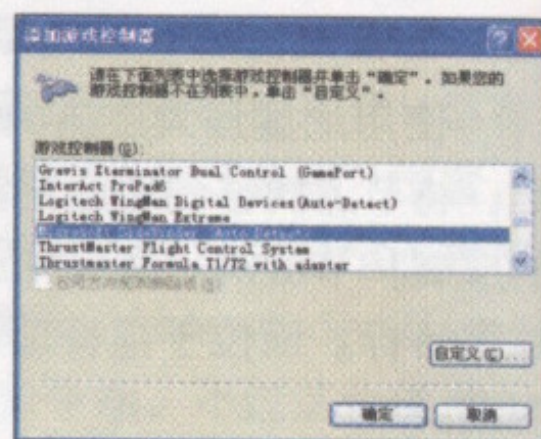 添加游戏控制器
请在下面列表中选择游戏控制器并单击“确定”。如果您的
游戏控制器不在列表中，单击“自定义”。
游戏控制器(G):
Gravis Xterminator Dual Control (GamePort)
InterAct ProPad6
Logitech WingMan Digital Devices(Auto-Detect)
Logitech WingMan Extreme
ThrustMaster Flight Control System
Thrustmaster Formula T1/T2 with adapter
自定义(C)...
确定
取消